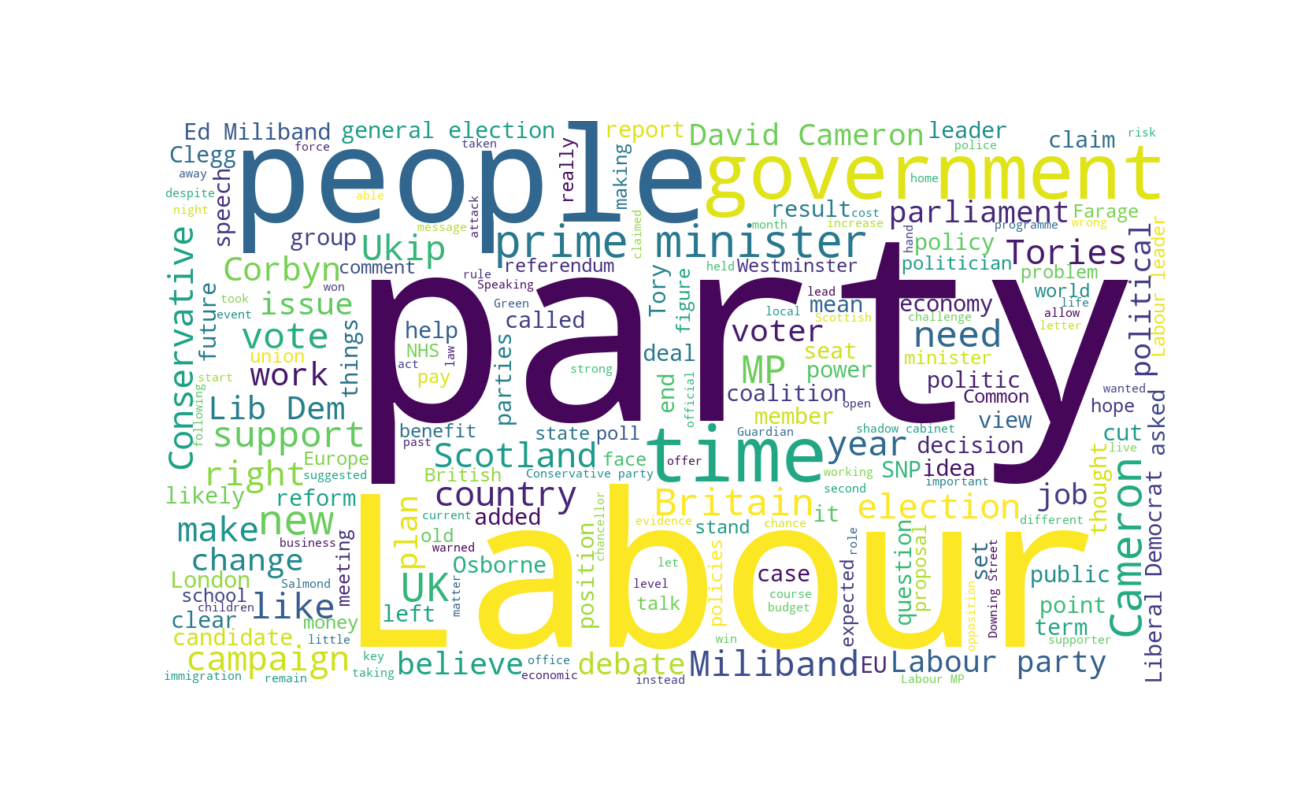 Ed Miliband general election report David Cameron leader claim risk
force taken really making police
Clegg people government
away speech able home
despite result cost parliament Farage
night group attack message claimed month increase programme wrong
Ukip prime minister hand policy Tories political Labour leader
Corbyn comment referendum held Westminster politician problem
rule Speaking Tory figure lead mean economy world life
Conservative future issue won Green called party local Scottish challenge allow
took event help voter need letter
vote things NHS law deal seat minister
union act parties strong end official MP power
start work pay coalition politic Common wanted
following Lib Dem member open view hope
benefit state poll Guardian shadow cabinet
support past time year decision asked cut
Scotland face SNP idea live
right Europe British Conservative party offer working important thought
suggested
likely reform country Britain second job Cameron
new plan added chancellor it election
make current position evidence stand chance role different
change business meeting old warned let policies case question set Liberal Democrat
London Salmond Osborne level expected proposal Downing Street public
school children like UK matter Labour talk course point
clear money left budget term
candidate little win opposition supporter
campaign key believe office debate Miliband EU Labour party
immigration remain taking economic instead Labour MP